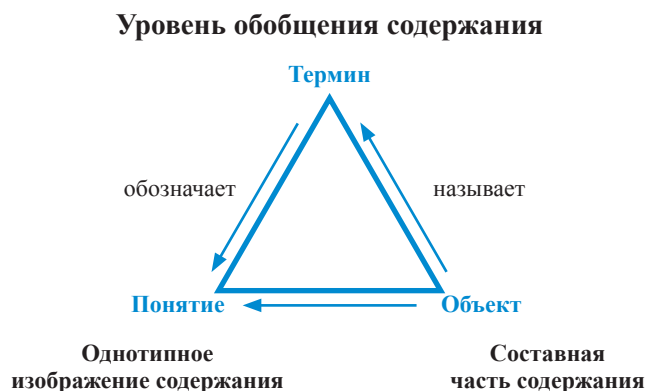 Уровень обобщения содержания
Термин
обозначает
называет
Понятие
Объект
Однотипное
изображение содержания
Составная
часть содержания